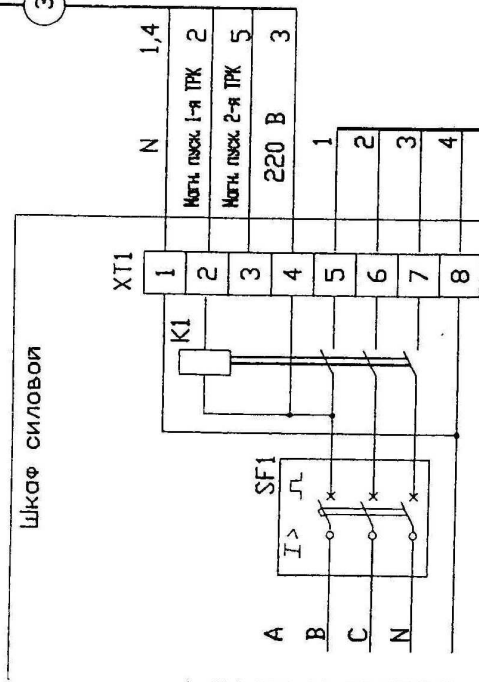 3
Шкаф силовой
1,4
2
5
3
N
Магн. пуск. 1-я ТРК
Магн. пуск. 2-я ТРК
220 В
1
2
3
4
XT1
1
2
3
4
5
6
7
8
K1
SF1
I>
A
B
C
N